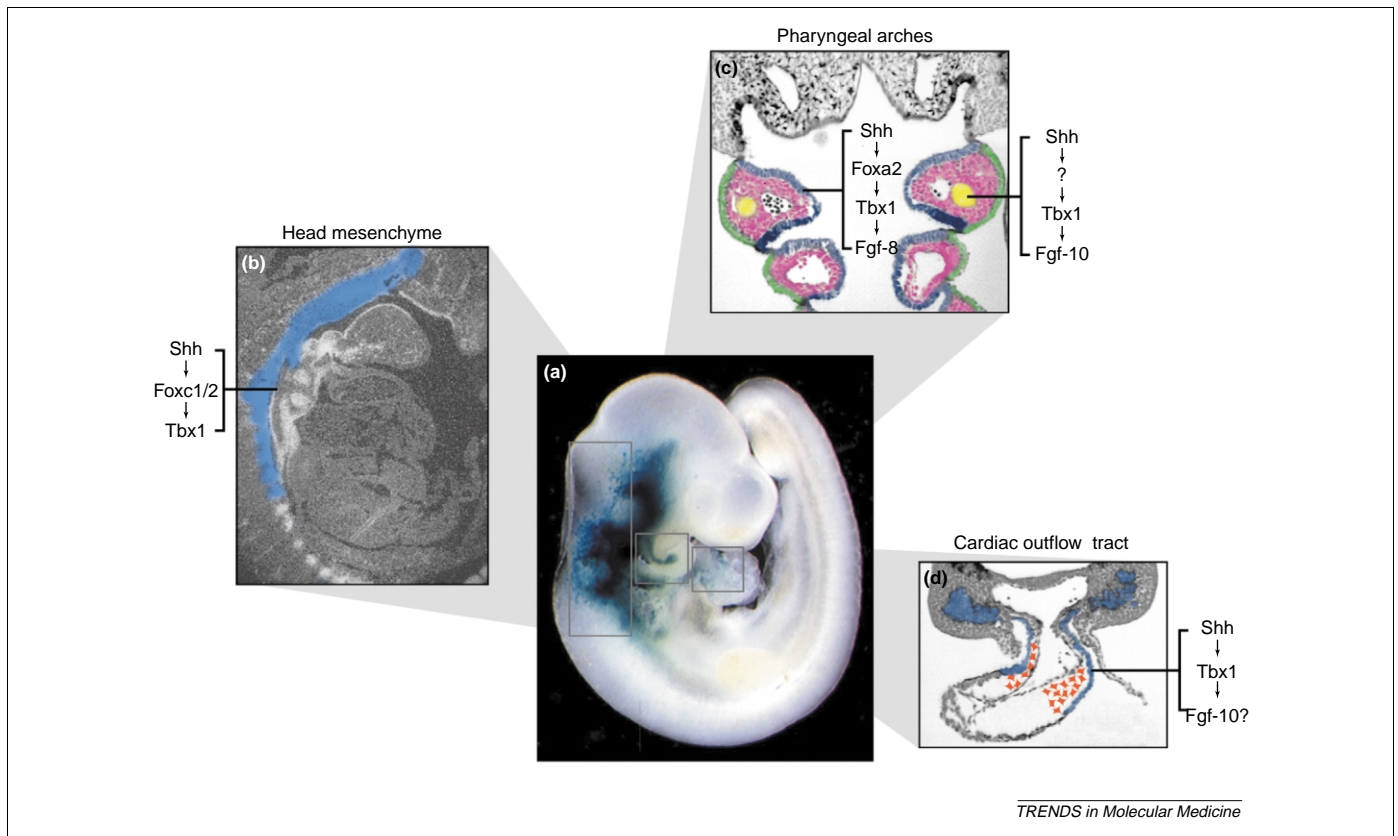 Pharyngeal arches
(c)
Shh
Foxa2
Tbx1
Fgf-8
Shh
?
Tbx1
Fgf-10
Head mesenchyme
(b)
Shh
Foxc1/2
Tbx1
(a)
Cardiac outflow tract
(d)
Shh
Tbx1
Fgf-10?
TRENDS in Molecular Medicine